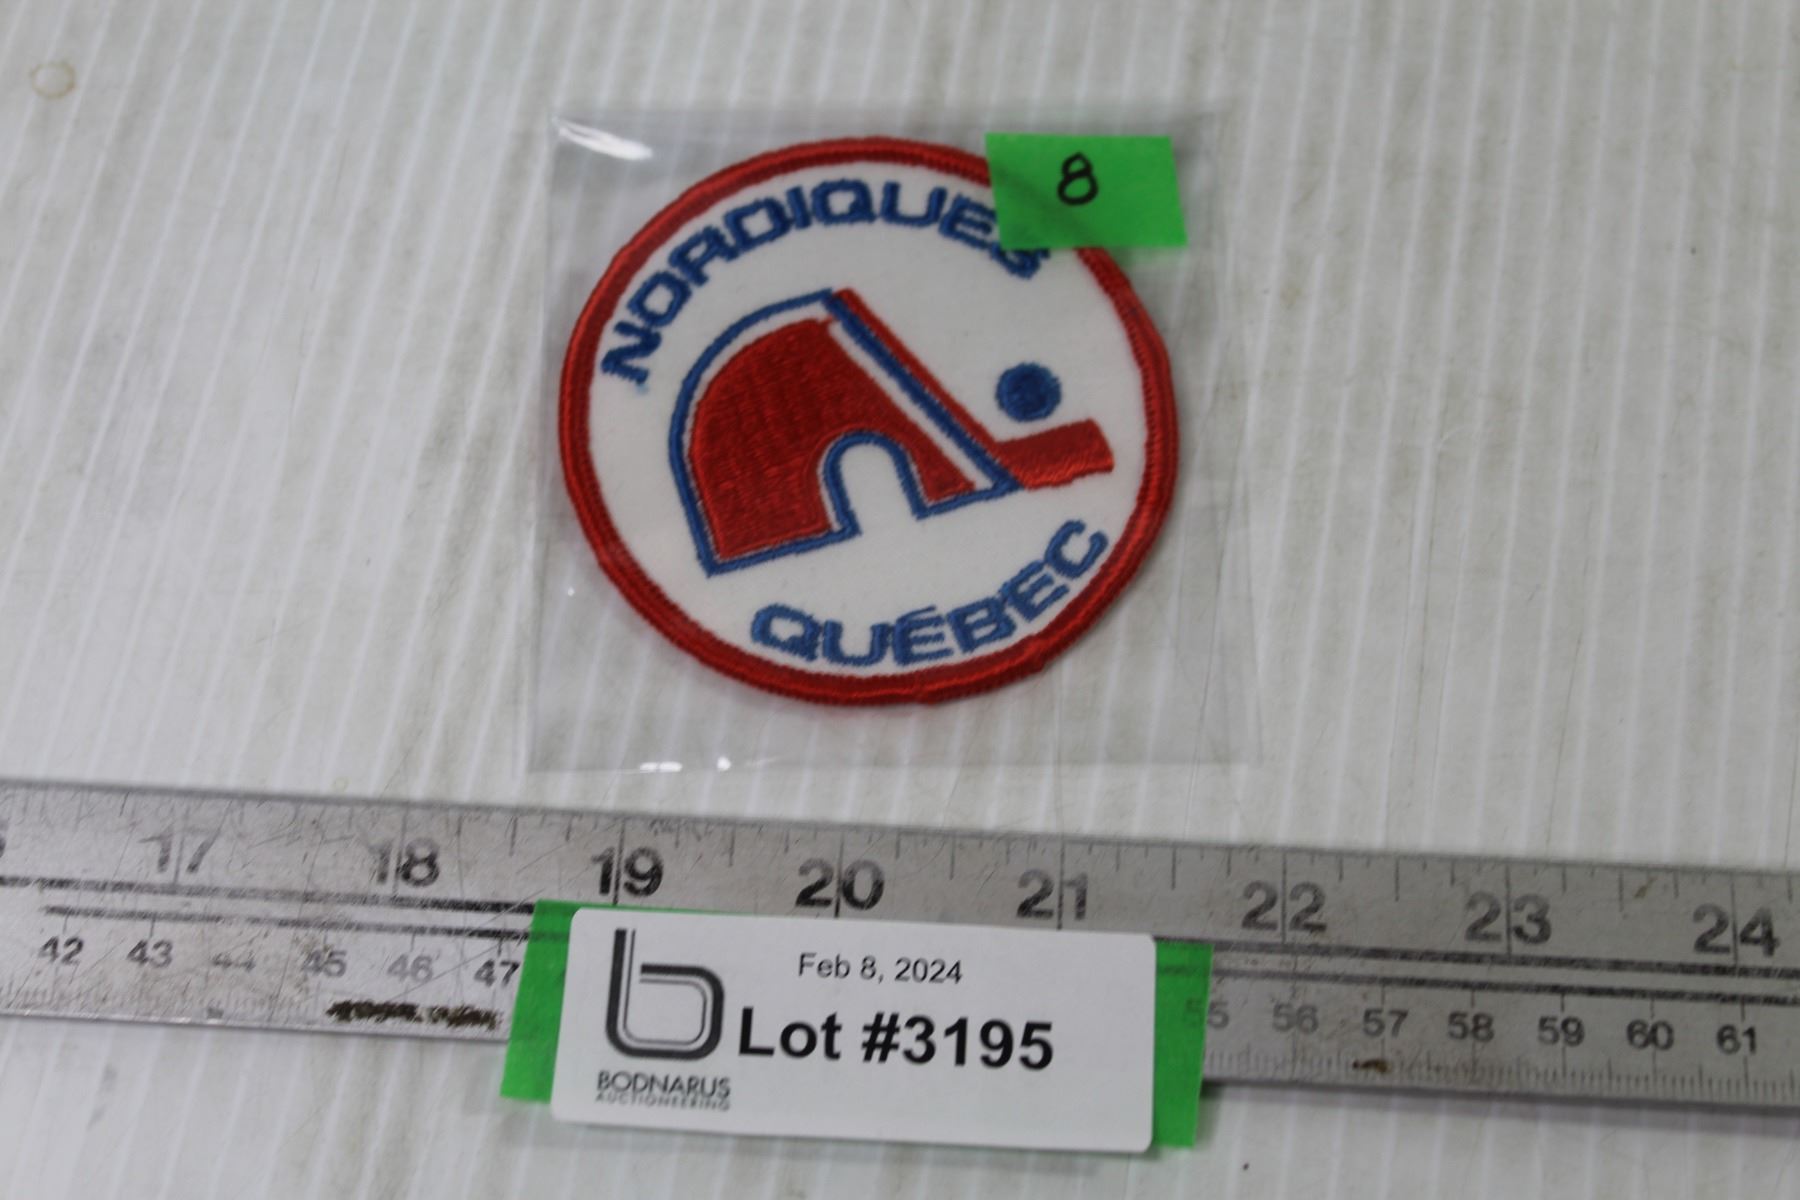 NORDIQUES
8
QUÉBEC
17 18 19 20 21 22 23 24
42 43 44 45 46 47 55 56 57 58 59 60 61
Feb 8, 2024
Lot #3195
BODNARUS
AUCTIONEERING